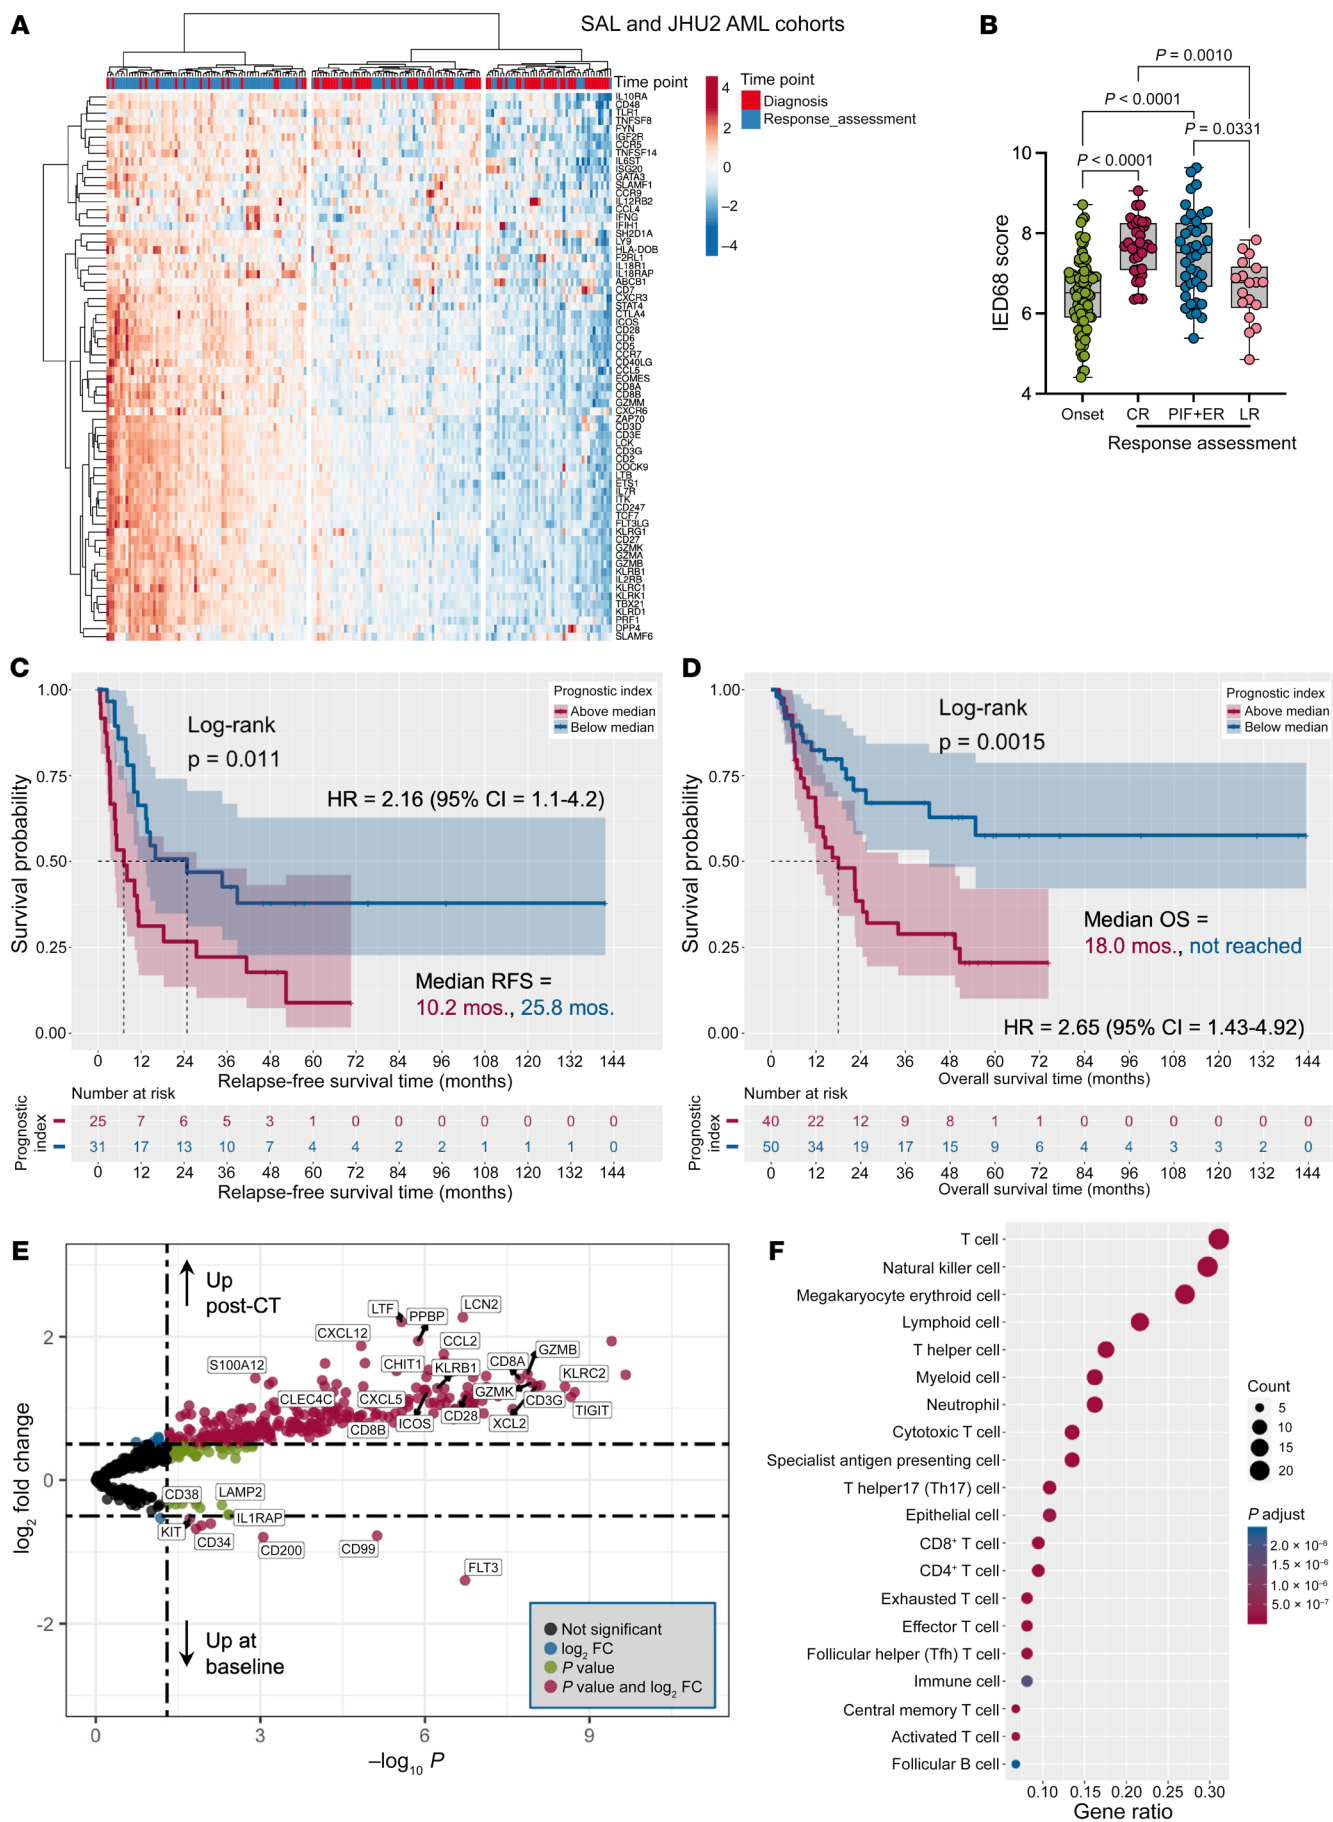 A
SAL and JHU2 AML cohorts
Time point
IL10RA
CD48
TLR1
TNFSF8
FYN
IGF2R
CCR5
TNFSF14
IL6ST
ISG20
GATA3
SLAMF1
CCR9
IL12RB2
CCL4
IFNG
IFIH1
SH2D1A
LY9
HLA-DOB
F2RL1
IL18R1
IL18RAP
ABCB1
CD7
CXCR3
STAT4
CTLA4
ICOS
CD28
CD6
CD5
CCR7
CD40LG
CCL5
EOMES
CD8A
CD8B
GZMM
CXCR6
ZAP70
CD3D
CD3E
LCK
CD3G
CD2
DOCK9
LTB
ETS1
IL7R
ITK
CD247
TCF7
FLT3LG
KLRG1
CD27
GZMK
GZMA
GZMB
KLRB1
IL2RB
KLRC1
KLRK1
TBX21
KLRD1
PRF1
DPP4
SLAMF6
4
2
0
−2
−4
Time point
Diagnosis
Response_assessment
B
P = 0.0010
P < 0.0001
P = 0.0331
P < 0.0001
10
8
6
4
IED68 score
Onset CR PIF+ER LR
Response assessment
C
Prognostic index
Above median
Below median
Log-rank
p = 0.011
HR = 2.16 (95% CI = 1.1-4.2)
Median RFS =
10.2 mos., 25.8 mos.
1.00
0.75
0.50
0.25
0.00
Survival probability
0 12 24 36 48 60 72 84 96 108 120 132 144
Relapse-free survival time (months)
Number at risk
Prognostic index
25 7 6 5 3 1 0 0 0 0 0 0 0
31 17 13 10 7 4 4 2 2 1 1 1 0
0 12 24 36 48 60 72 84 96 108 120 132 144
Relapse-free survival time (months)
D
Prognostic index
Above median
Below median
Log-rank
p = 0.0015
Median OS =
18.0 mos., not reached
HR = 2.65 (95% CI = 1.43-4.92)
1.00
0.75
0.50
0.25
0.00
Survival probability
0 12 24 36 48 60 72 84 96 108 120 132 144
Overall survival time (months)
Number at risk
Prognostic index
40 22 12 9 8 1 1 0 0 0 0 0 0
50 34 19 17 15 9 6 4 4 3 3 2 0
0 12 24 36 48 60 72 84 96 108 120 132 144
Overall survival time (months)
E
Up
post-CT
LTF
PPBP
LCN2
CXCL12
CCL2
S100A12
CHIT1
KLRB1
CD8A
GZMB
KLRC2
CLEC4C
CXCL5
GZMK
CD3G
TIGIT
CD8B
ICOS
CD28
XCL2
CD38
LAMP2
IL1RAP
KIT
CD34
CD200
CD99
FLT3
2
0
-2
log2 fold change
Up at
baseline
Not significant
log2 FC
P value
P value and log2 FC
0 3 6 9
–log10 P
F
T cell
Natural killer cell
Megakaryocyte erythroid cell
Lymphoid cell
T helper cell
Myeloid cell
Neutrophil
Cytotoxic T cell
Specialist antigen presenting cell
T helper17 (Th17) cell
Epithelial cell
CD8+ T cell
CD4+ T cell
Exhausted T cell
Effector T cell
Follicular helper (Tfh) T cell
Immune cell
Central memory T cell
Activated T cell
Follicular B cell
0.10 0.15 0.20 0.25 0.30
Gene ratio
Count
5
10
15
20
P adjust
2.0 × 10⁻⁶
1.5 × 10⁻⁶
1.0 × 10⁻⁶
5.0 × 10⁻⁷